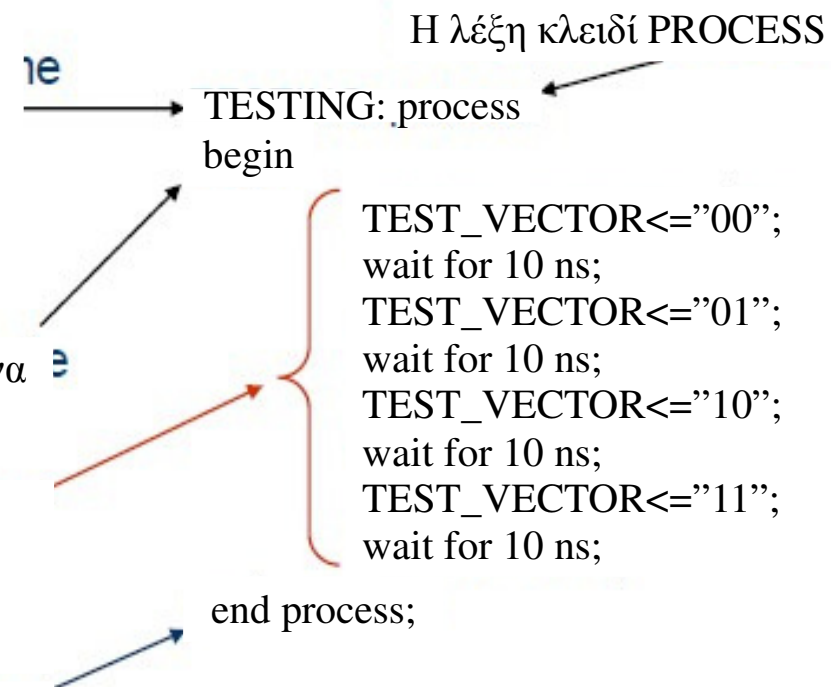 Η λέξη κλειδί PROCESS
TESTING: process
begin
TEST_VECTOR<=”00”;
wait for 10 ns;
TEST_VECTOR<=”01”;
wait for 10 ns;
TEST_VECTOR<=”10”;
wait for 10 ns;
TEST_VECTOR<=”11”;
wait for 10 ns;
end process;